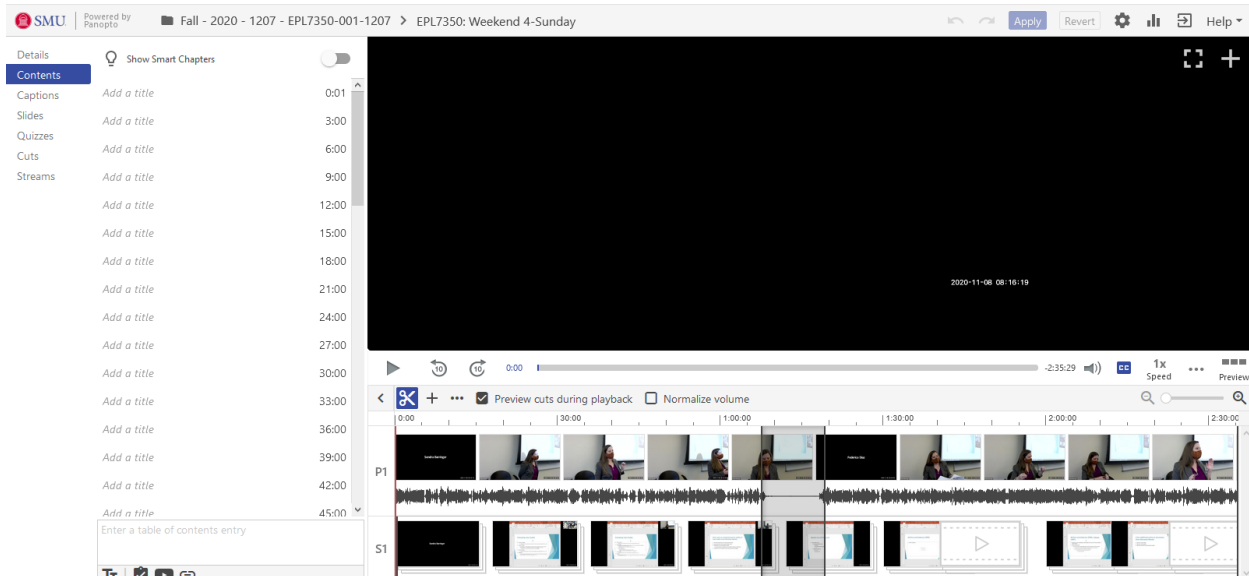 SMU Powered by Panopto Fall - 2020 - 1207 - EPL7350-001-1207 > EPL7350: Weekend 4-Sunday Apply Revert Help
Details
Contents
Captions
Slides
Quizzes
Cuts
Streams
Show Smart Chapters
Add a title 0:01
Add a title 3:00
Add a title 6:00
Add a title 9:00
Add a title 12:00
Add a title 15:00
Add a title 18:00
Add a title 21:00
Add a title 24:00
Add a title 27:00
Add a title 30:00
Add a title 33:00
Add a title 36:00
Add a title 39:00
Add a title 42:00
Add a title 45:00
Enter a table of contents entry
2020-11-08 08:16:19
10 10 0:00 -2:35:29 CC 1x Speed Preview
Preview cuts during playback Normalize volume
0:00 30:00 1:00:00 1:30:00 2:00:00 2:30:00
P1
S1